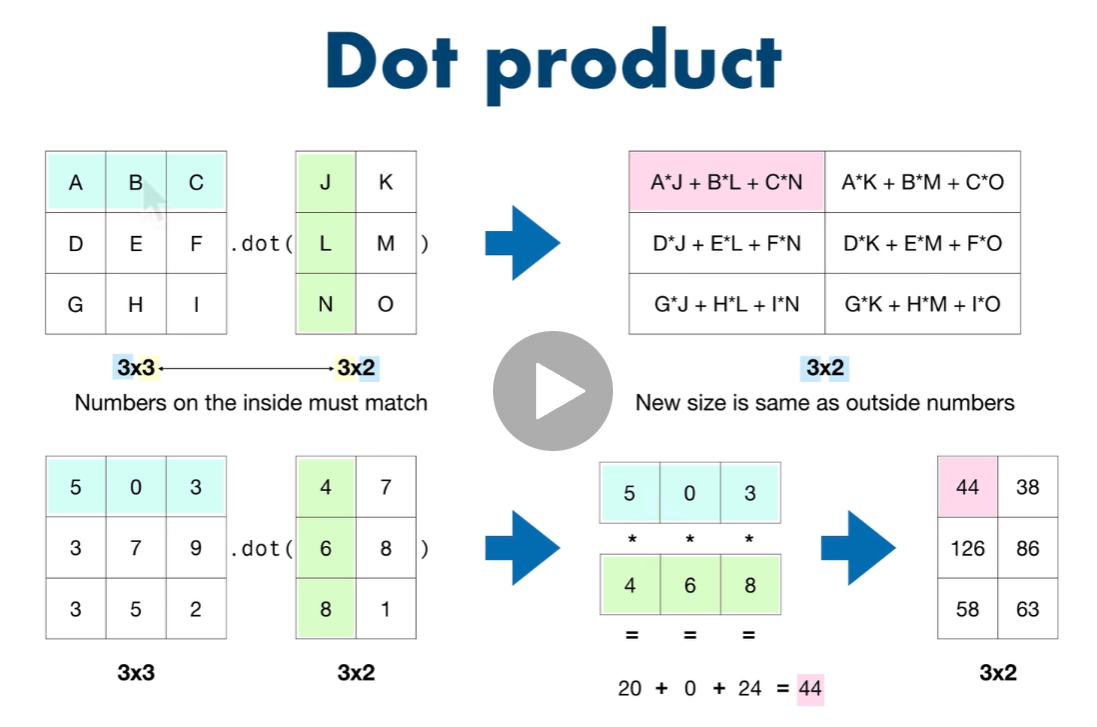 Dot product
A B C J K A*J + B*L + C*N A*K + B*M + C*O
D E F .dot( L M ) D*J + E*L + F*N D*K + E*M + F*O
G H I N O G*J + H*L + I*N G*K + H*M + I*O
3x3 3x2 3x2
Numbers on the inside must match New size is same as outside numbers
5 0 3 4 7 5 0 3 44 38
* * *
3 7 9 .dot( 6 8 ) 4 6 8 126 86
3 5 2 8 1 = = = 58 63
3x3 3x2 20 + 0 + 24 = 44 3x2